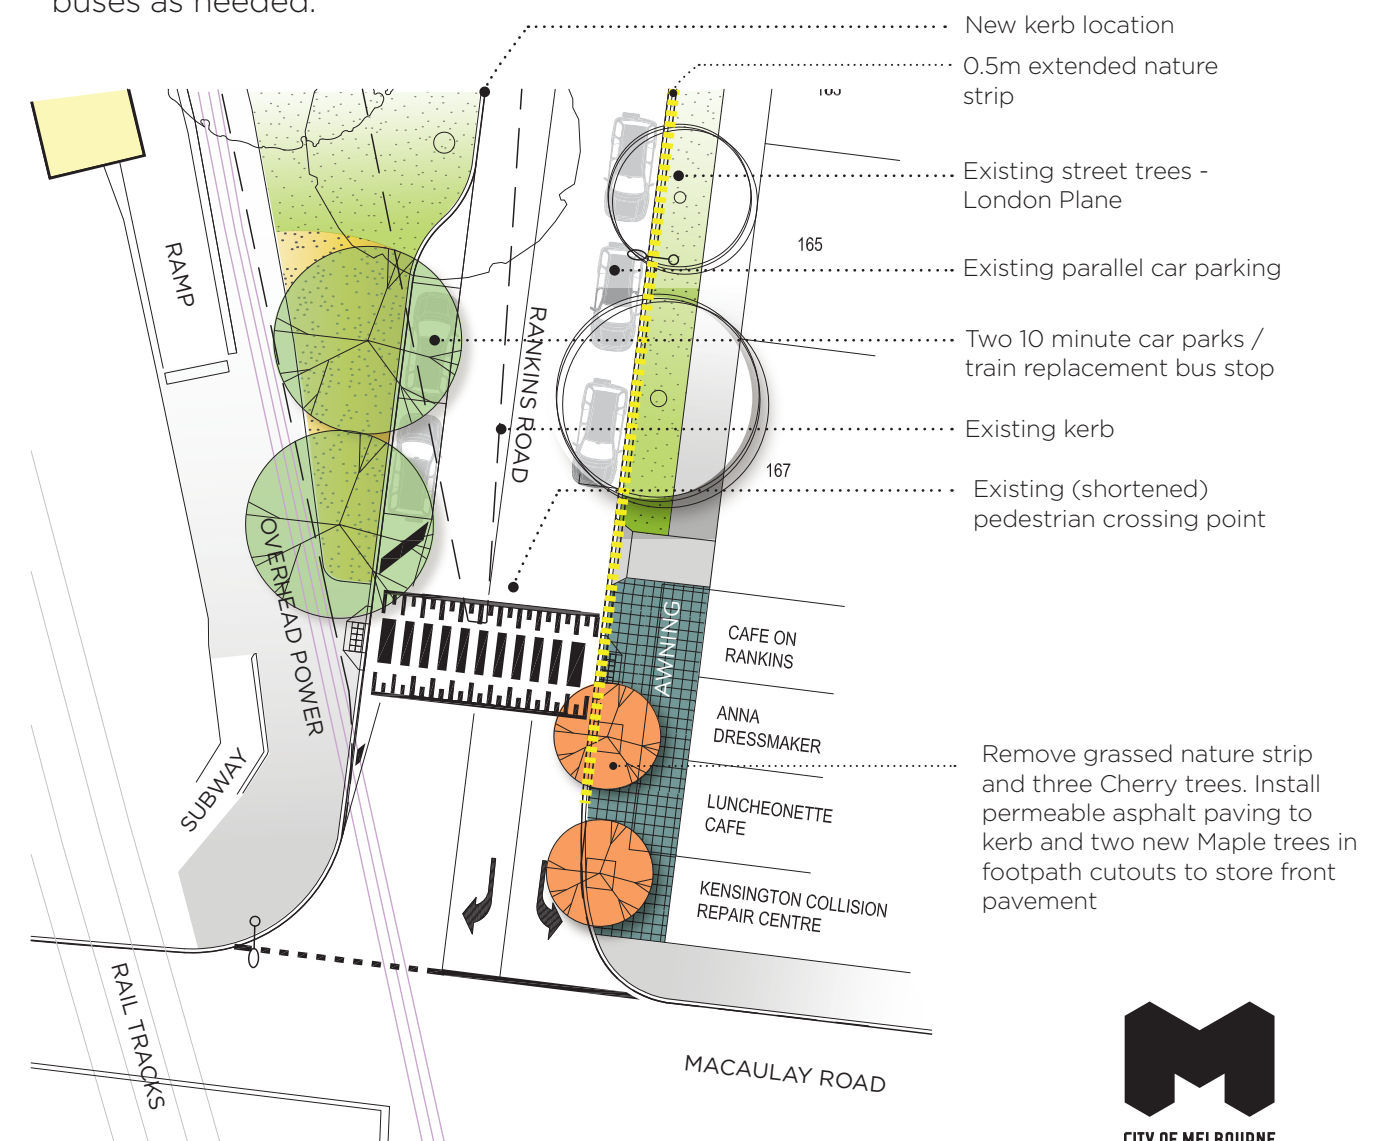 buses as needed.
New kerb location
0.5m extended nature
strip
Existing street trees -
London Plane
165
Existing parallel car parking
RAMP
RANKINS ROAD
Two 10 minute car parks /
train replacement bus stop
Existing kerb
167
Existing (shortened)
pedestrian crossing point
OVERHEAD POWER
AWNING
CAFE ON
RANKINS
ANNA
DRESSMAKER
SUBWAY
LUNCHEONETTE
CAFE
Remove grassed nature strip
and three Cherry trees. Install
permeable asphalt paving to
kerb and two new Maple trees in
footpath cutouts to store front
pavement
KENSINGTON COLLISION
REPAIR CENTRE
RAIL TRACKS
MACAULAY ROAD
CITY OF MELBOURNE